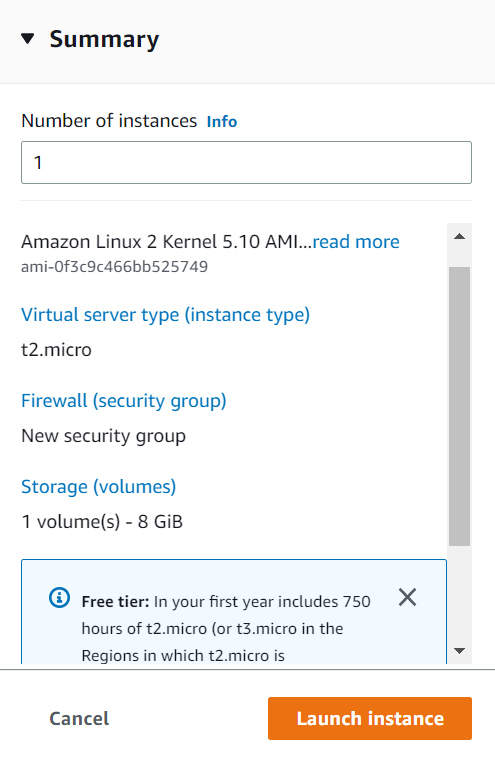 Summary
Number of instances Info
1
Amazon Linux 2 Kernel 5.10 AMI...read more
ami-0f3c9c466bb525749
Virtual server type (instance type)
t2.micro
Firewall (security group)
New security group
Storage (volumes)
1 volume(s) - 8 GiB
Free tier: In your first year includes 750
hours of t2.micro (or t3.micro in the
Regions in which t2.micro is
Cancel
Launch instance